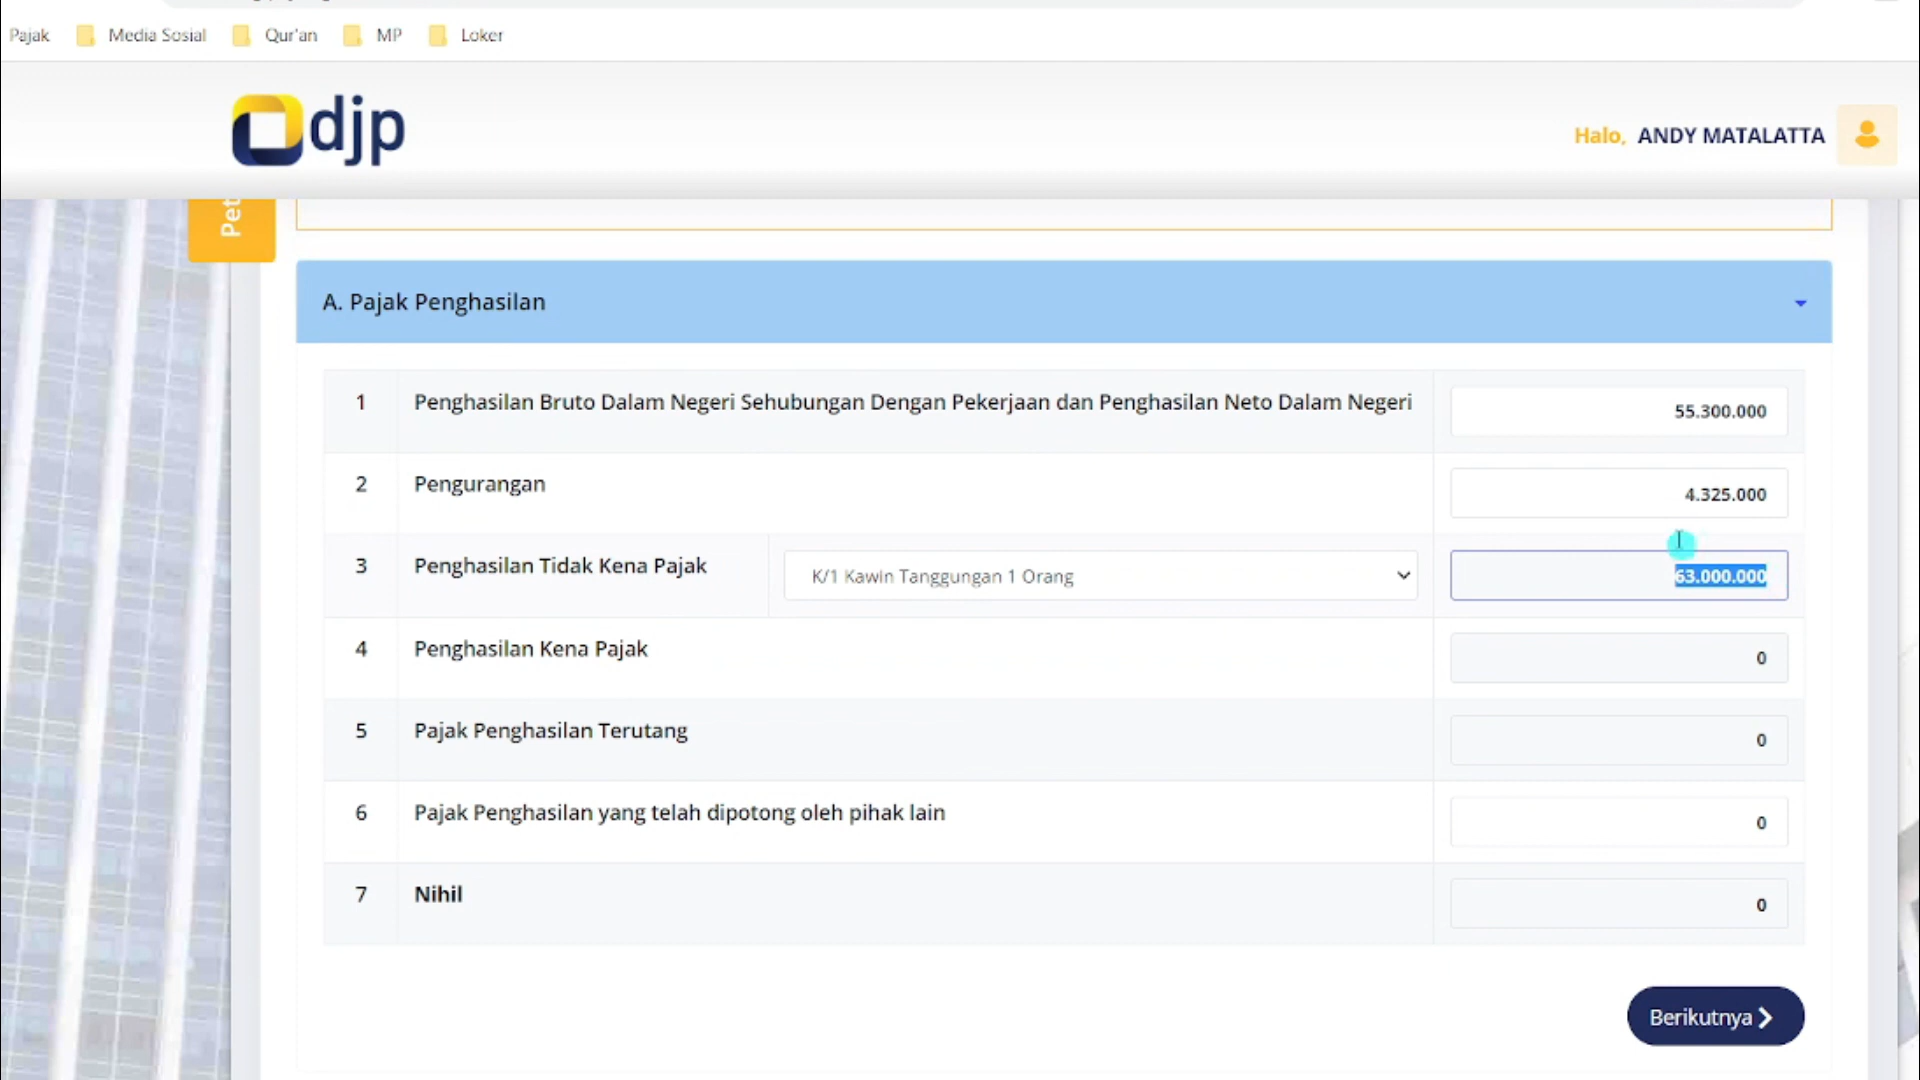 Pajak Media Sosial Qur'an MP Loker
djp
Halo, ANDY MATALATTA
Pet
A. Pajak Penghasilan
1 Penghasilan Bruto Dalam Negeri Sehubungan Dengan Pekerjaan dan Penghasilan Neto Dalam Negeri 55.300.000
2 Pengurangan 4.325.000
3 Penghasilan Tidak Kena Pajak K/1 Kawin Tanggungan 1 Orang 63.000.000
4 Penghasilan Kena Pajak 0
5 Pajak Penghasilan Terutang 0
6 Pajak Penghasilan yang telah dipotong oleh pihak lain 0
7 Nihil 0
Berikutnya